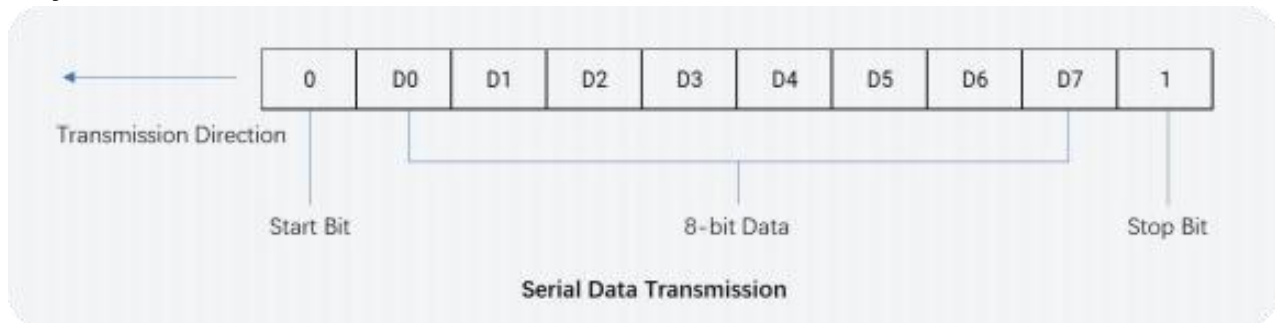 0 D0 D1 D2 D3 D4 D5 D6 D7 1
Transmission Direction
Start Bit 8-bit Data Stop Bit
Serial Data Transmission